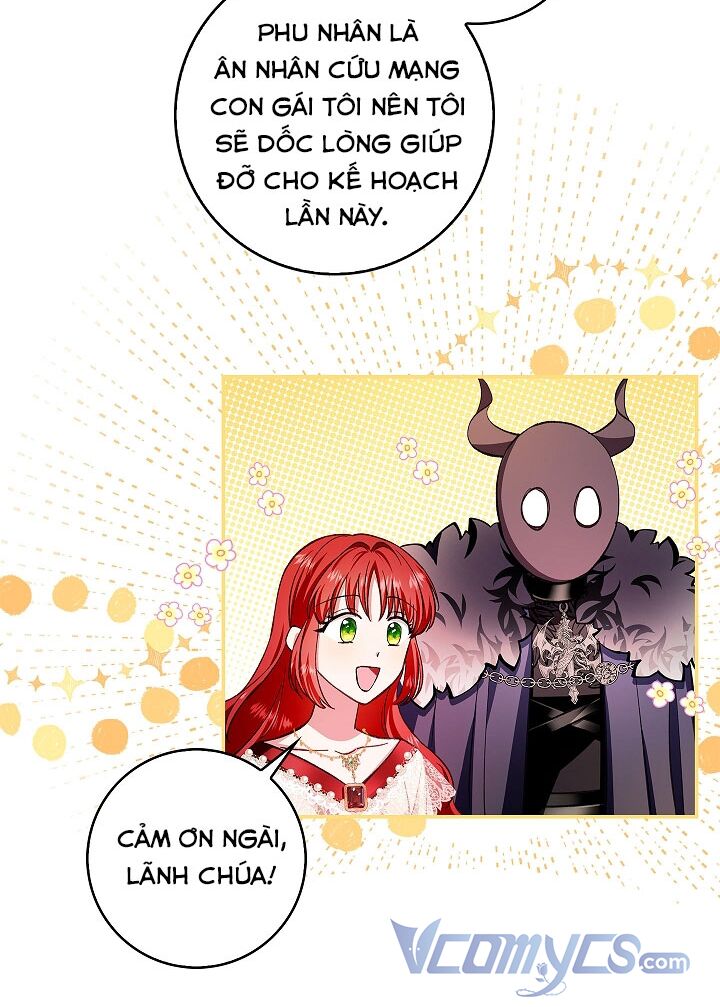 PHU NHÂN LÀ
ÂN NHÂN CỨU MẠNG
CON GÁI TÔI NÊN TÔI
SẼ DỐC LÒNG GIÚP
ĐỠ CHO KẾ HOẠCH
LẦN NÀY.
CẢM ƠN NGÀI,
LÃNH CHÚA!
VCOMYCS.com